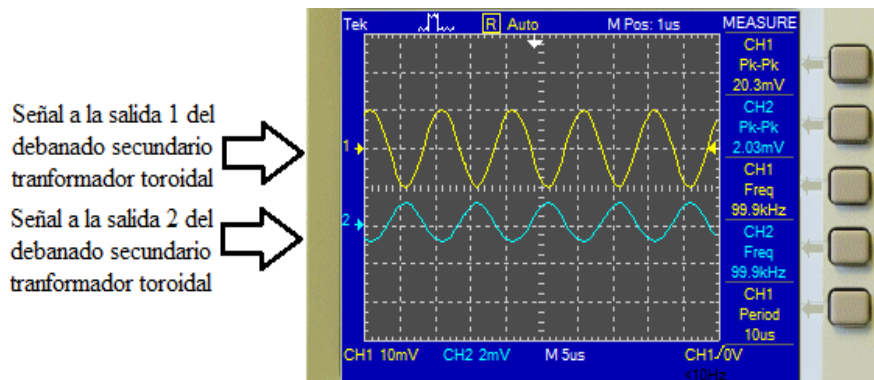 Tek R Auto M Pos: 1us MEASURE
CH1
Pk-Pk
20.3mV
CH2
Pk-Pk
2.03mV
CH1
Freq
99.9kHz
CH2
Freq
99.9kHz
CH1
Period
10us
Señal a la salida 1 del
debanado secundario
tranformador toroidal
Señal a la salida 2 del
debanado secundario
tranformador toroidal
1
2
CH1 10mV CH2 2mV M 5us CH1/0V
<10Hz